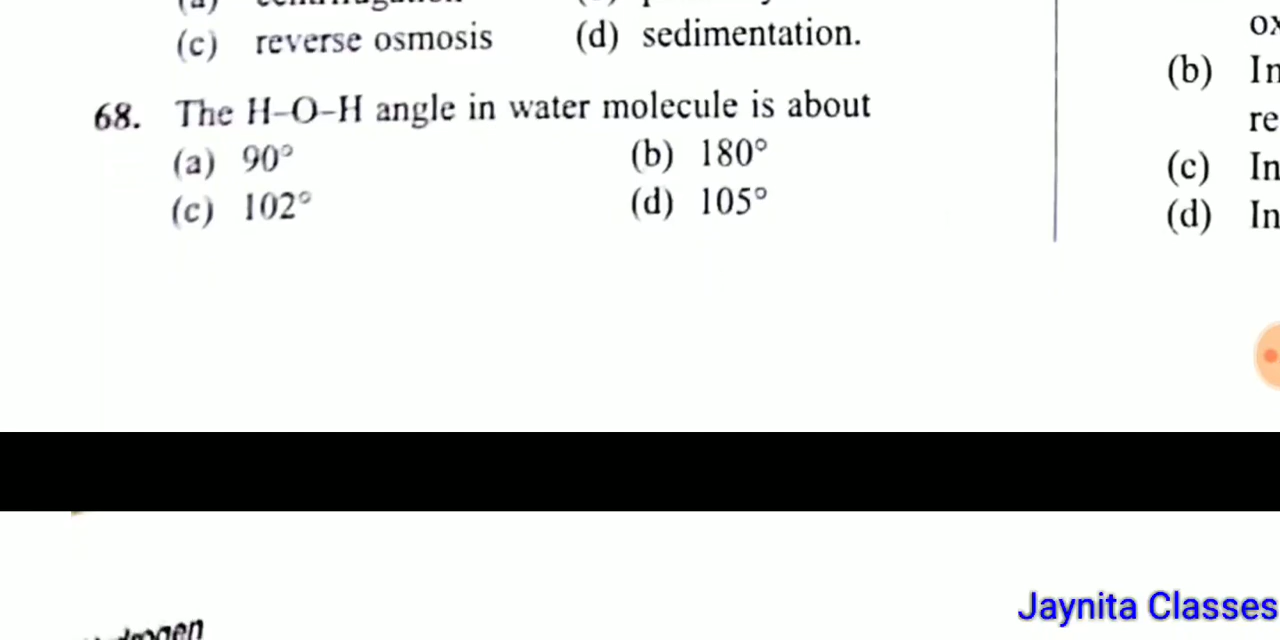 (c) reverse osmosis (d) sedimentation.
68. The H–O–H angle in water molecule is about
(a) 90° (b) 180°
(c) 102° (d) 105°
(b) In
re
(c) In
(d) In
Jaynita Classes